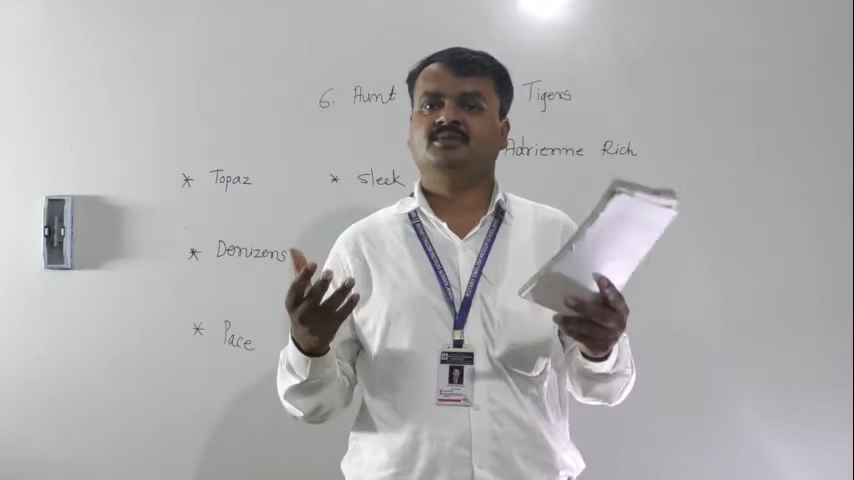 6. Aunt Tigers
Adrienne Rich
* Topaz * Sleek
* Denizens
* Pace